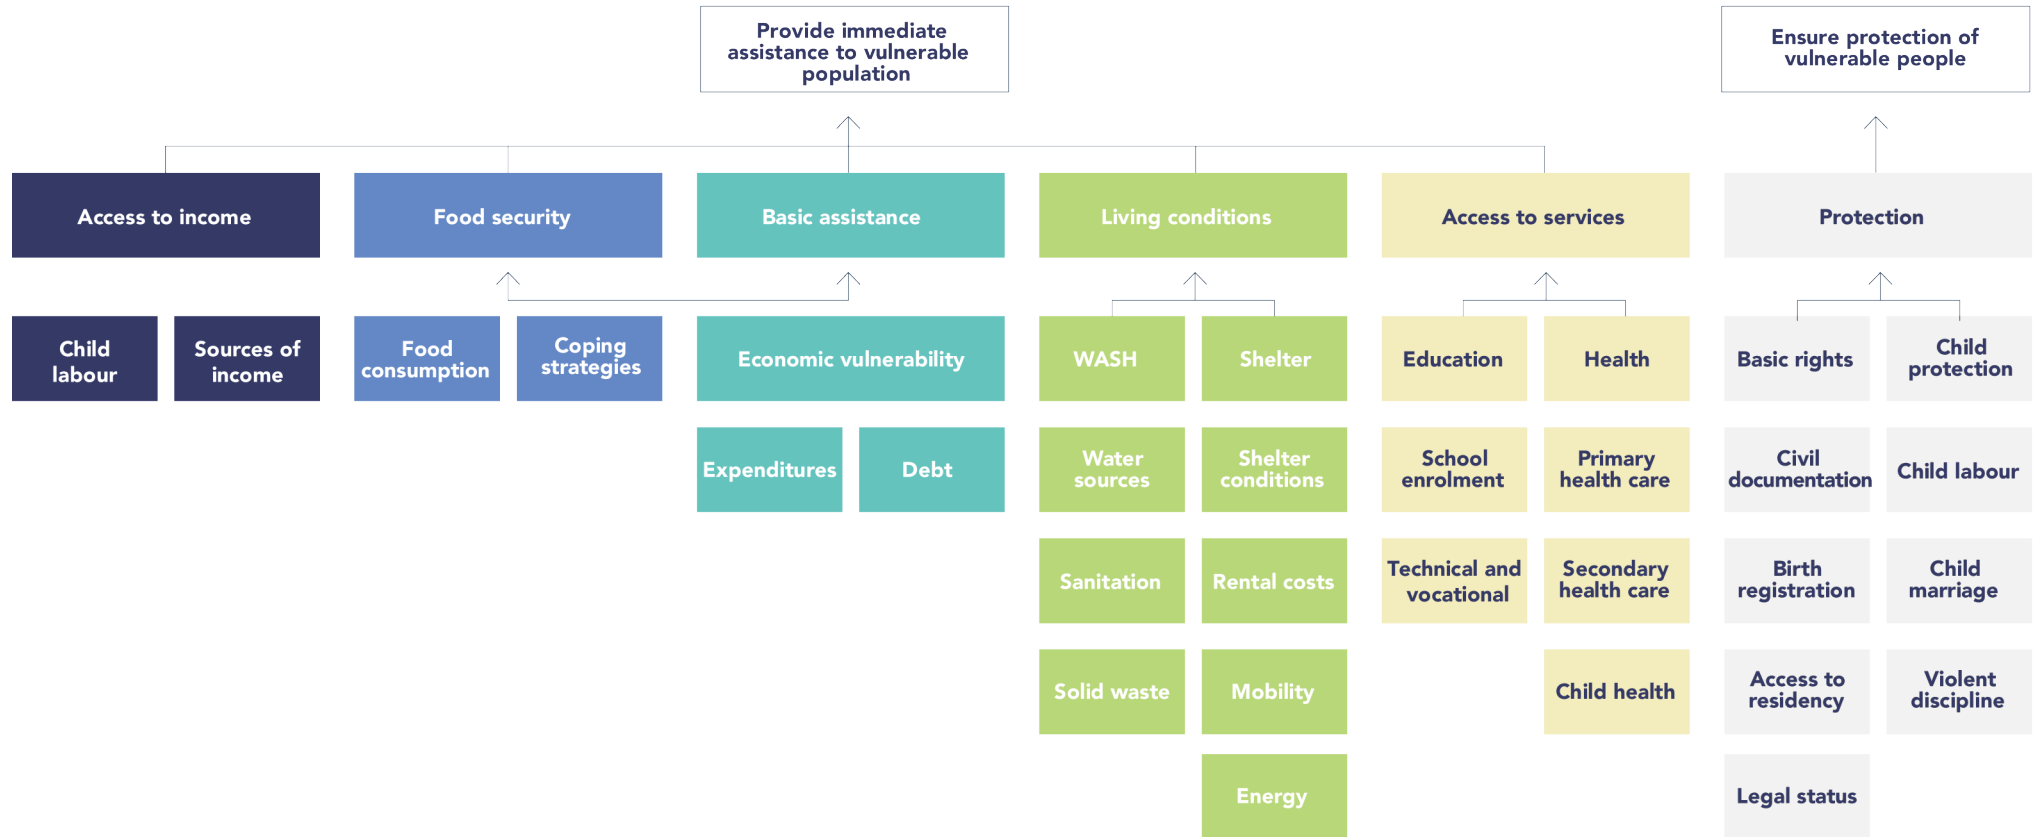 Provide immediate
assistance to vulnerable
population
Ensure protection of
vulnerable people
Access to income
Food security
Basic assistance
Living conditions
Access to services
Protection
Child
labour
Sources of
income
Food
consumption
Coping
strategies
Economic vulnerability
WASH
Shelter
Education
Health
Basic rights
Child
protection
Expenditures
Debt
Water
sources
Shelter
conditions
School
enrolment
Primary
health care
Civil
documentation
Child labour
Sanitation
Rental costs
Technical and
vocational
Secondary
health care
Birth
registration
Child
marriage
Solid waste
Mobility
Child health
Access to
residency
Violent
discipline
Energy
Legal status